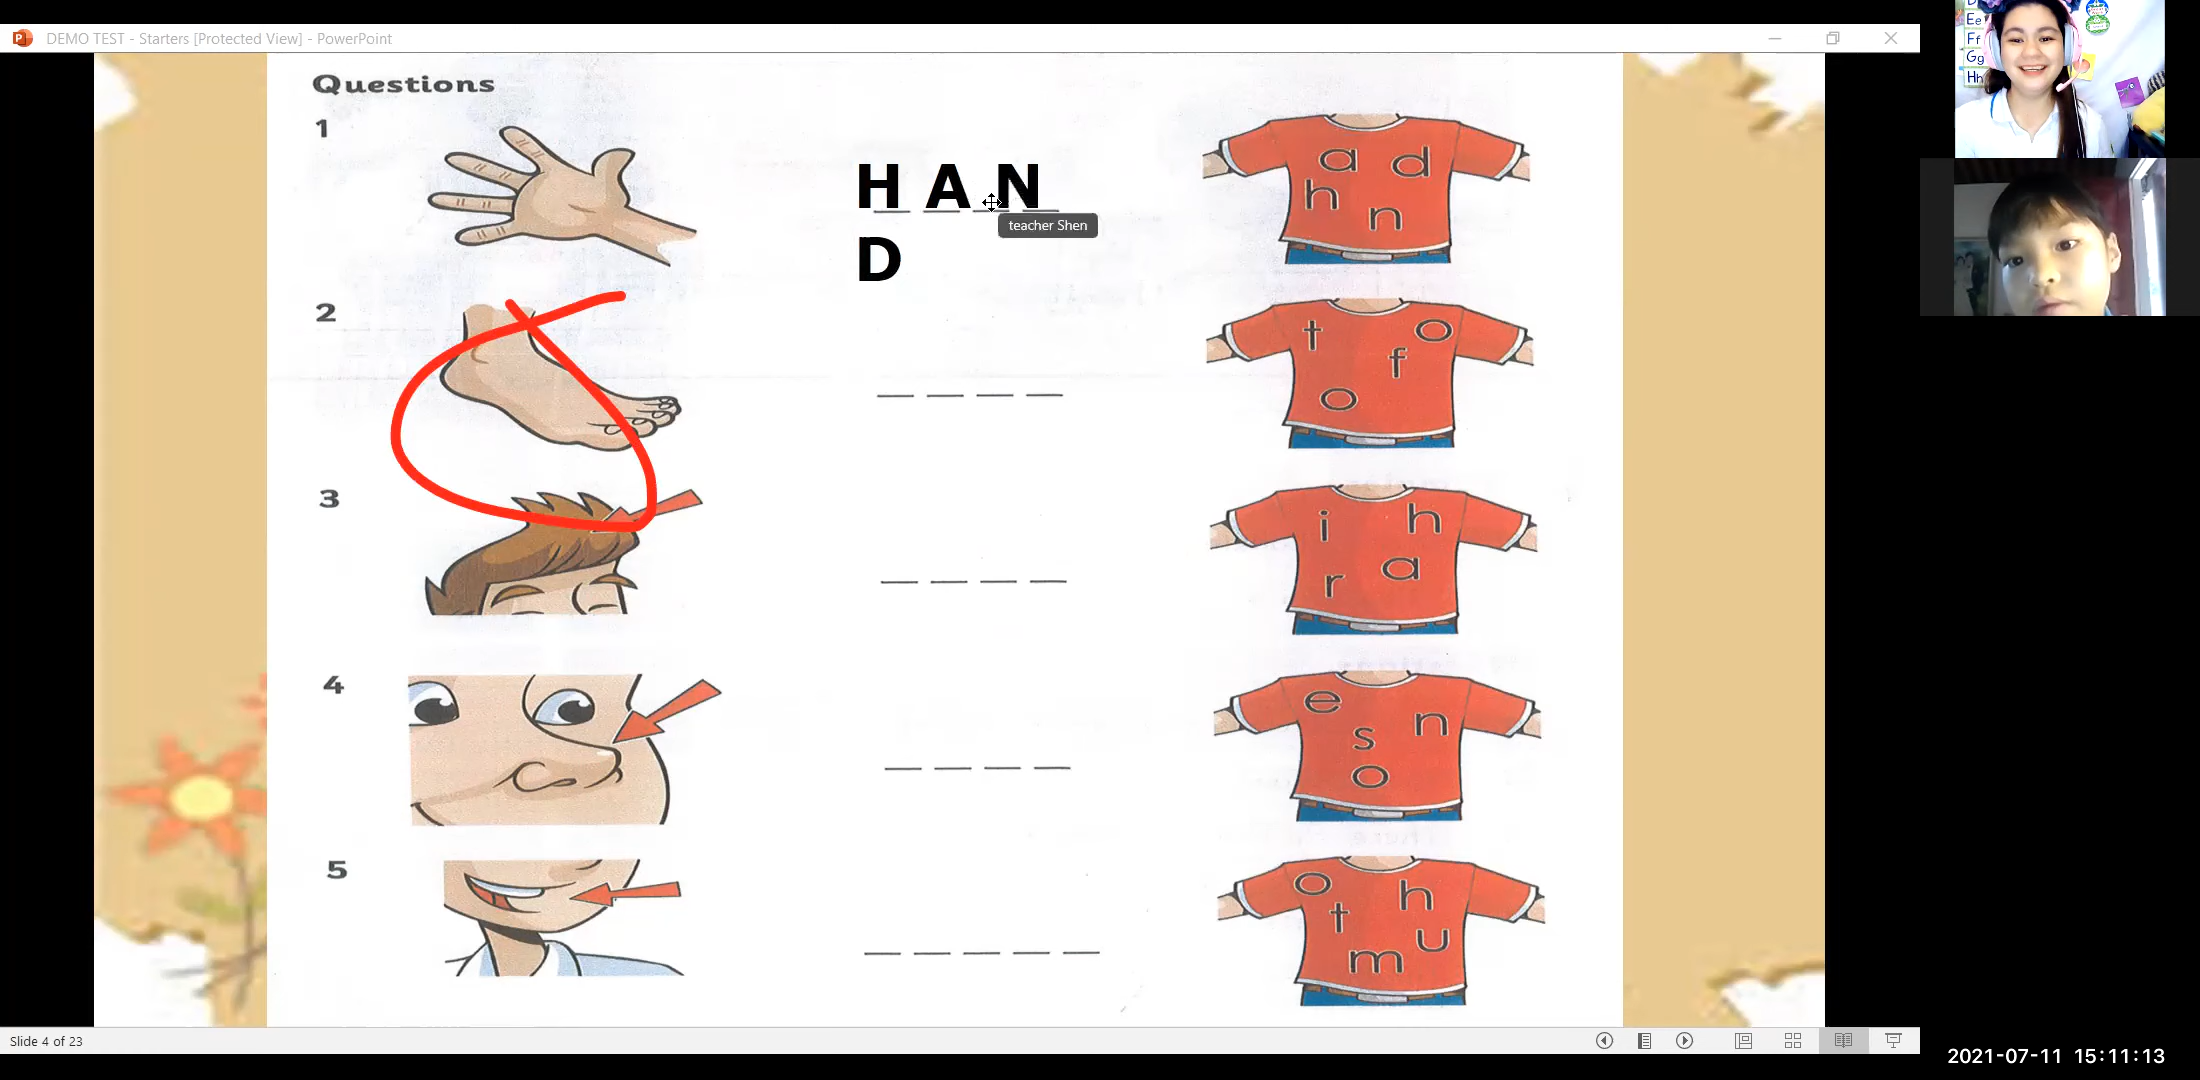 DEMO TEST - Starters [Protected View] - PowerPoint
Questions
1
H A N
D
teacher Shen
a d
h n
2
t o
f
o
3
i h
r a
4
e n
s
o
5
o h
t u
m
Ee
Ff
Gg
Hh
Slide 4 of 23
2021-07-11 15:11:13